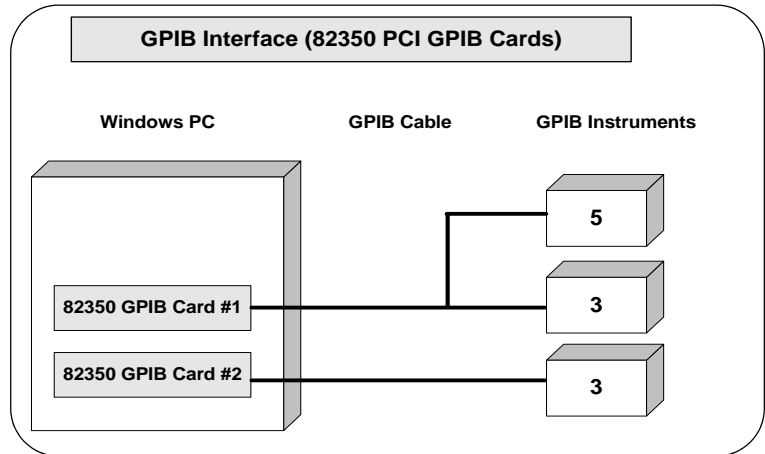 GPIB Interface (82350 PCI GPIB Cards)
Windows PC
GPIB Cable
GPIB Instruments
5
82350 GPIB Card #1
3
82350 GPIB Card #2
3